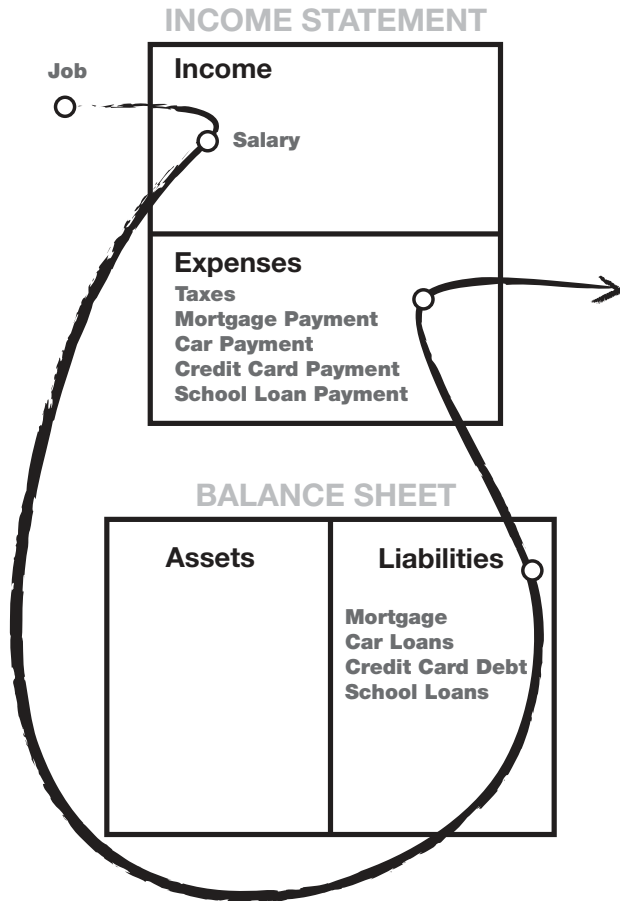 INCOME STATEMENT
Job
Income
Salary
Expenses
Taxes
Mortgage Payment
Car Payment
Credit Card Payment
School Loan Payment
BALANCE SHEET
Assets
Liabilities
Mortgage
Car Loans
Credit Card Debt
School Loans